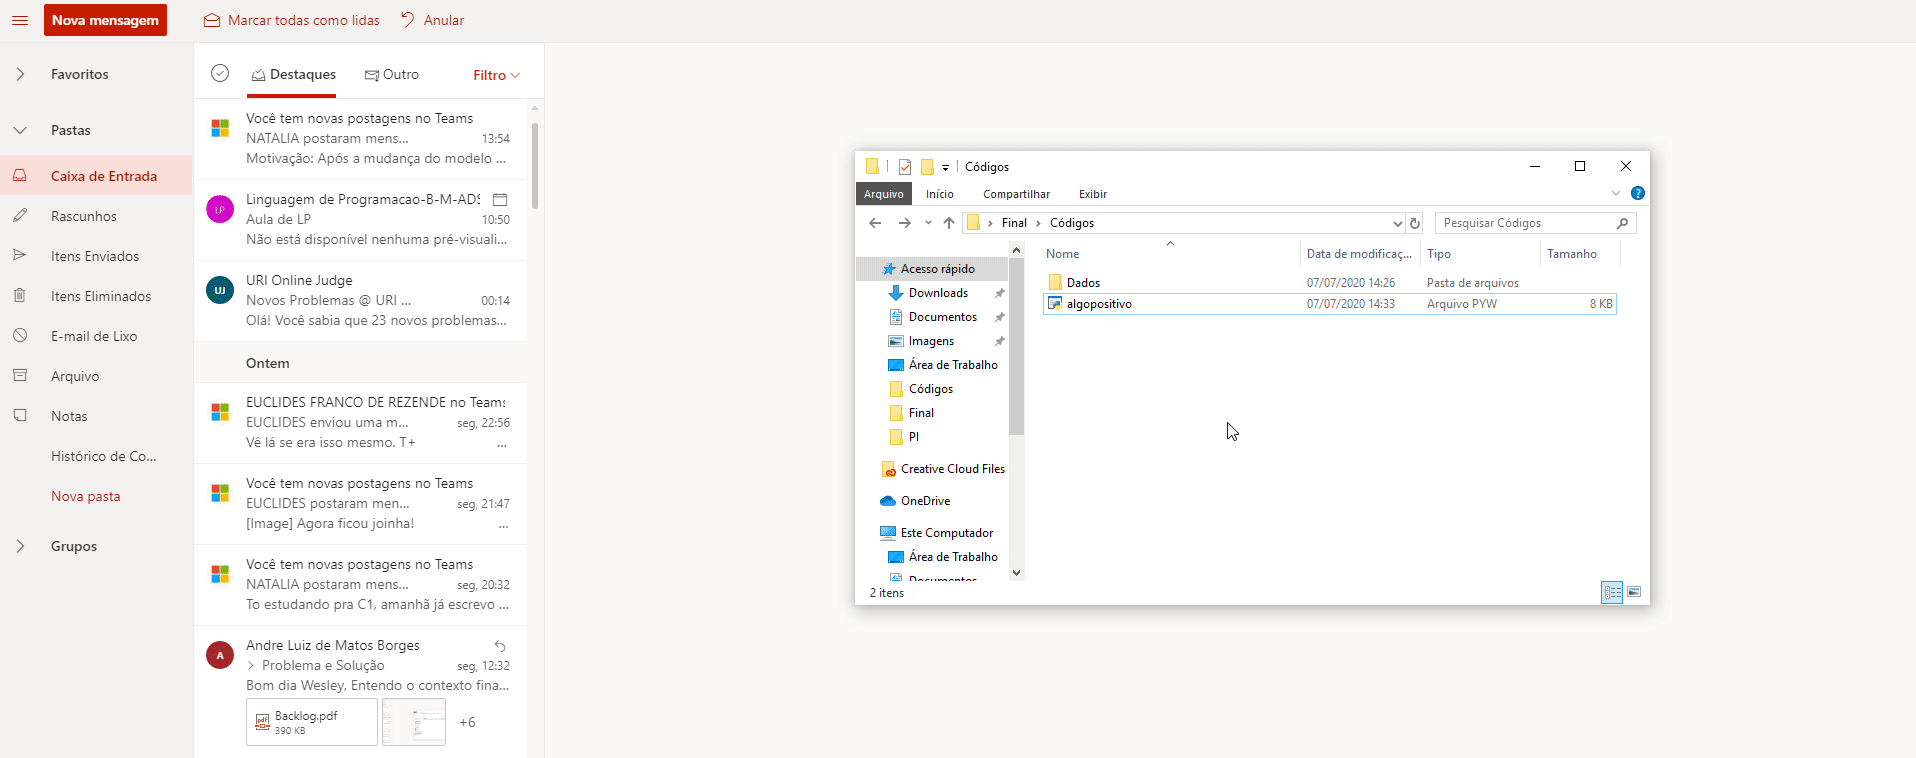 Nova mensagem
Marcar todas como lidas
Anular
Favoritos
Pastas
Caixa de Entrada
Rascunhos
Itens Enviados
Itens Eliminados
E-mail de Lixo
Arquivo
Notas
Histórico de Co...
Nova pasta
Grupos
Destaques
Outro
Filtro
Você tem novas postagens no Teams
NATALIA postaram mens... 13:54
Motivação: Após a mudança do modelo ...
LP
Linguagem de Programacao-B-M-ADS
Aula de LP 10:50
Não está disponível nenhuma pré-visuali...
UJ
URI Online Judge
Novos Problemas @ URI ... 00:14
Olá! Você sabia que 23 novos problemas...
Ontem
EUCLIDES FRANCO DE REZENDE no Teams
EUCLIDES enviou uma m... seg, 22:56
Vê lá se era isso mesmo. T+ ...
Você tem novas postagens no Teams
EUCLIDES postaram men... seg, 21:47
[Image] Agora ficou joinha! ...
Você tem novas postagens no Teams
NATALIA postaram mens... seg, 20:32
To estudando pra C1, amanhã já escrevo ...
A
Andre Luiz de Matos Borges
Problema e Solução seg, 12:32
Bom dia Wesley, Entendo o contexto fina...
pdf
Backlog.pdf
390 KB
+6
Códigos
Arquivo Início Compartilhar Exibir
Final Códigos
Pesquisar Códigos
Acesso rápido
Downloads
Documentos
Imagens
Área de Trabalho
Códigos
Final
PI
Creative Cloud Files
OneDrive
Este Computador
Área de Trabalho
Documentos
Nome Data de modificaç... Tipo Tamanho
Dados 07/07/2020 14:26 Pasta de arquivos
algopositivo 07/07/2020 14:33 Arquivo PYW 8 KB
2 itens